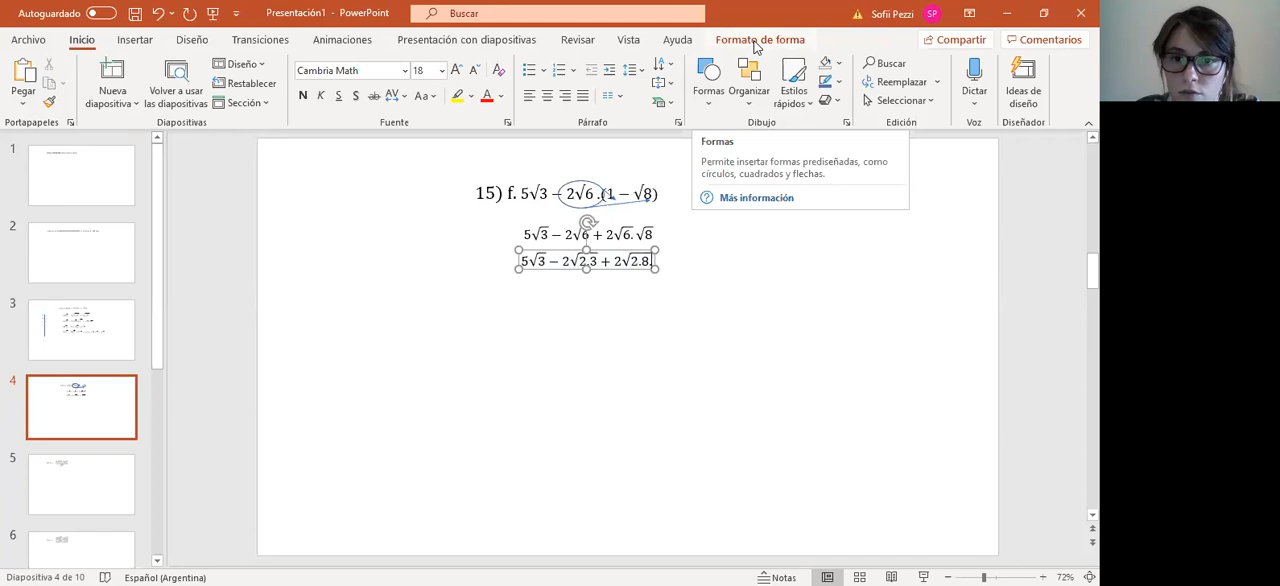 Autoguardado
Presentación1 - PowerPoint
Buscar
Sofii Pezzi
SP
Archivo Inicio Insertar Diseño Transiciones Animaciones Presentación con diapositivas Revisar Vista Ayuda Formato de forma
Compartir
Comentarios
Pegar
Nueva diapositiva
Volver a usar las diapositivas
Diseño
Restablecer
Sección
Cambria Math
18
N K S S ab AV Aa A
Formas
Organizar
Estilos rápidos
Buscar
Reemplazar
Seleccionar
Dictar
Ideas de diseño
Portapapeles
Diapositivas
Fuente
Párrafo
Dibujo
Edición
Voz
Diseñador
Formas
Permite insertar formas prediseñadas, como
círculos, cuadrados y flechas.
Más información
15) f. 5√3 − 2√6 .(1 − √8)
5√3 − 2√6 + 2√6. √8
5√3 − 2√2.3 + 2√2.8.
1
2
3
4
5
6
Diapositiva 4 de 10
Español (Argentina)
Notas
72%